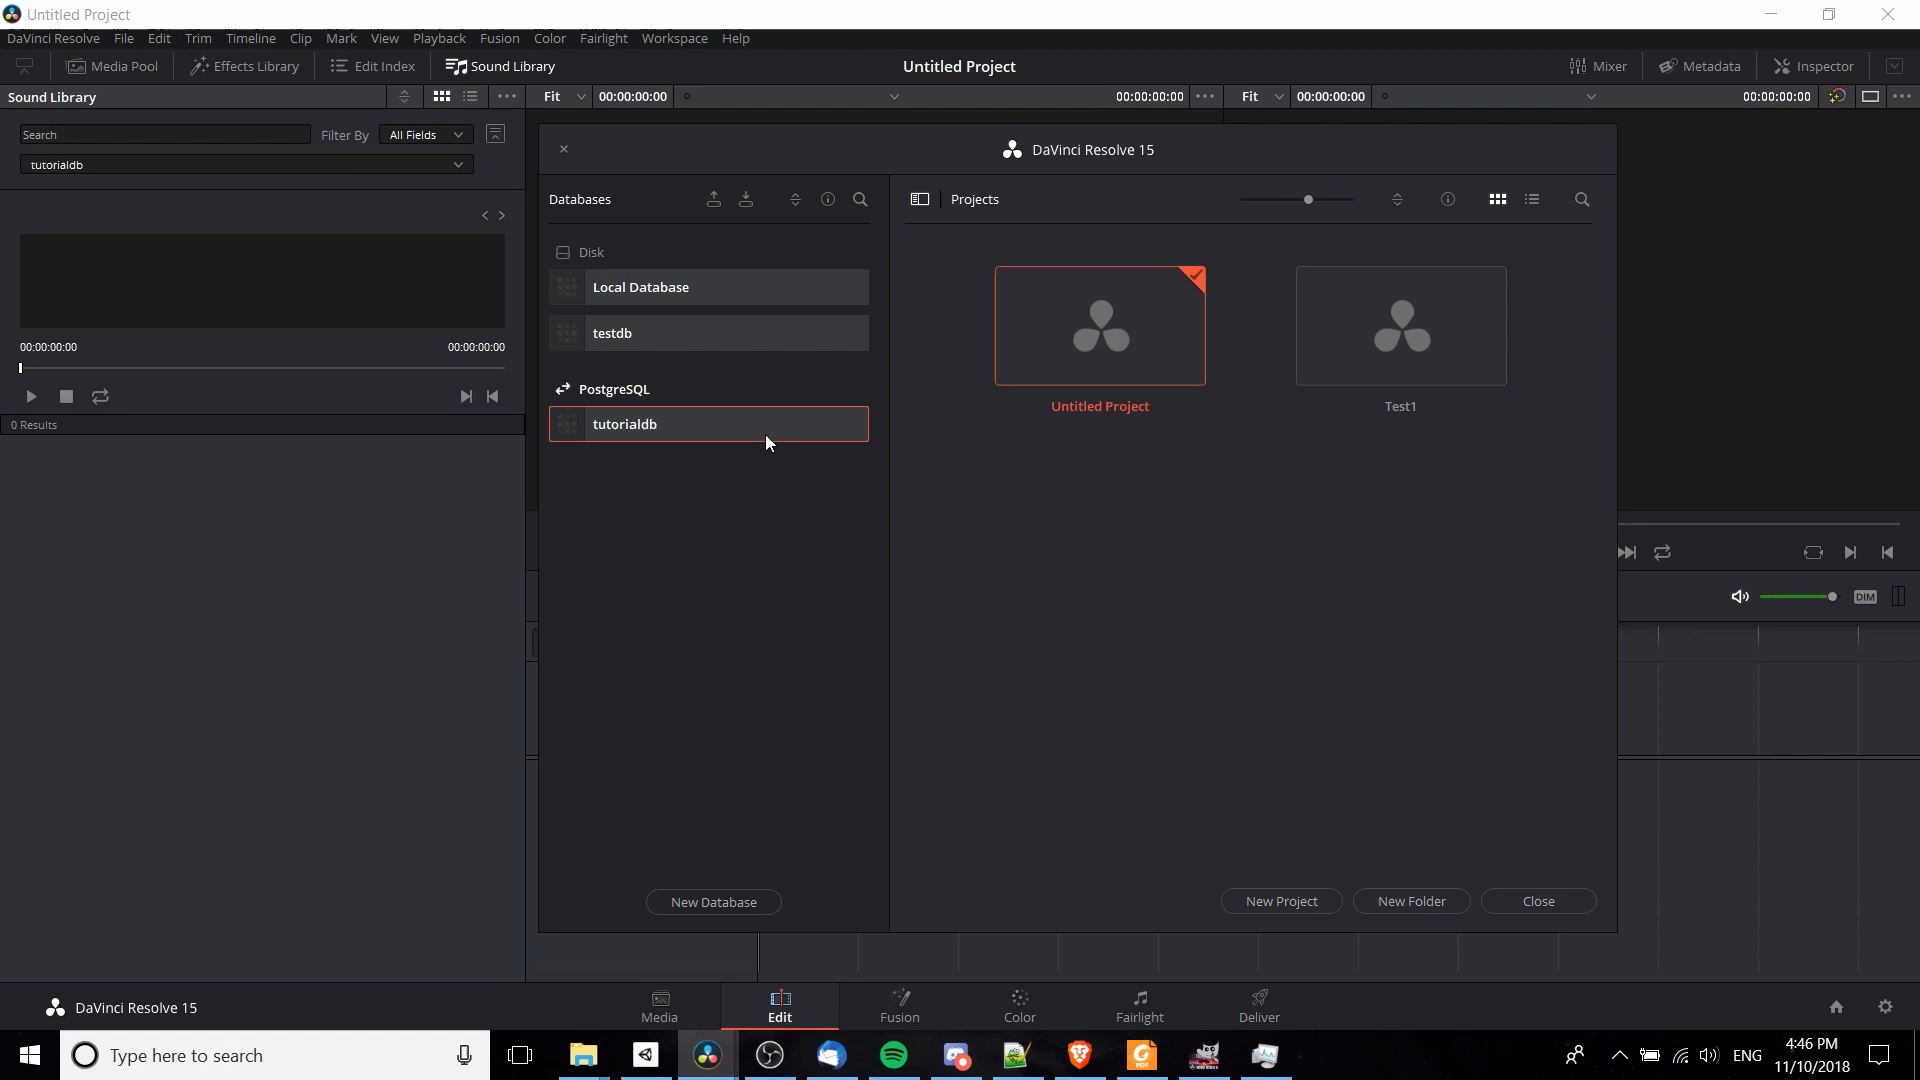 Untitled Project
DaVinci Resolve File Edit Trim Timeline Clip Mark View Playback Fusion Color Fairlight Workspace Help
Media Pool Effects Library Edit Index Sound Library Untitled Project Mixer Metadata Inspector
Sound Library Fit 00:00:00:00 00:00:00:00 Fit 00:00:00:00 00:00:00:00
Search Filter By All Fields
tutorialdb
DaVinci Resolve 15
Databases Projects
Disk
Local Database
testdb
00:00:00:00 00:00:00:00
PostgreSQL
tutorialdb
Untitled Project Test1
0 Results
DIM
New Database New Project New Folder Close
DaVinci Resolve 15 Media Edit Fusion Color Fairlight Deliver
Type here to search
PDF
ENG 4:46 PM
11/10/2018